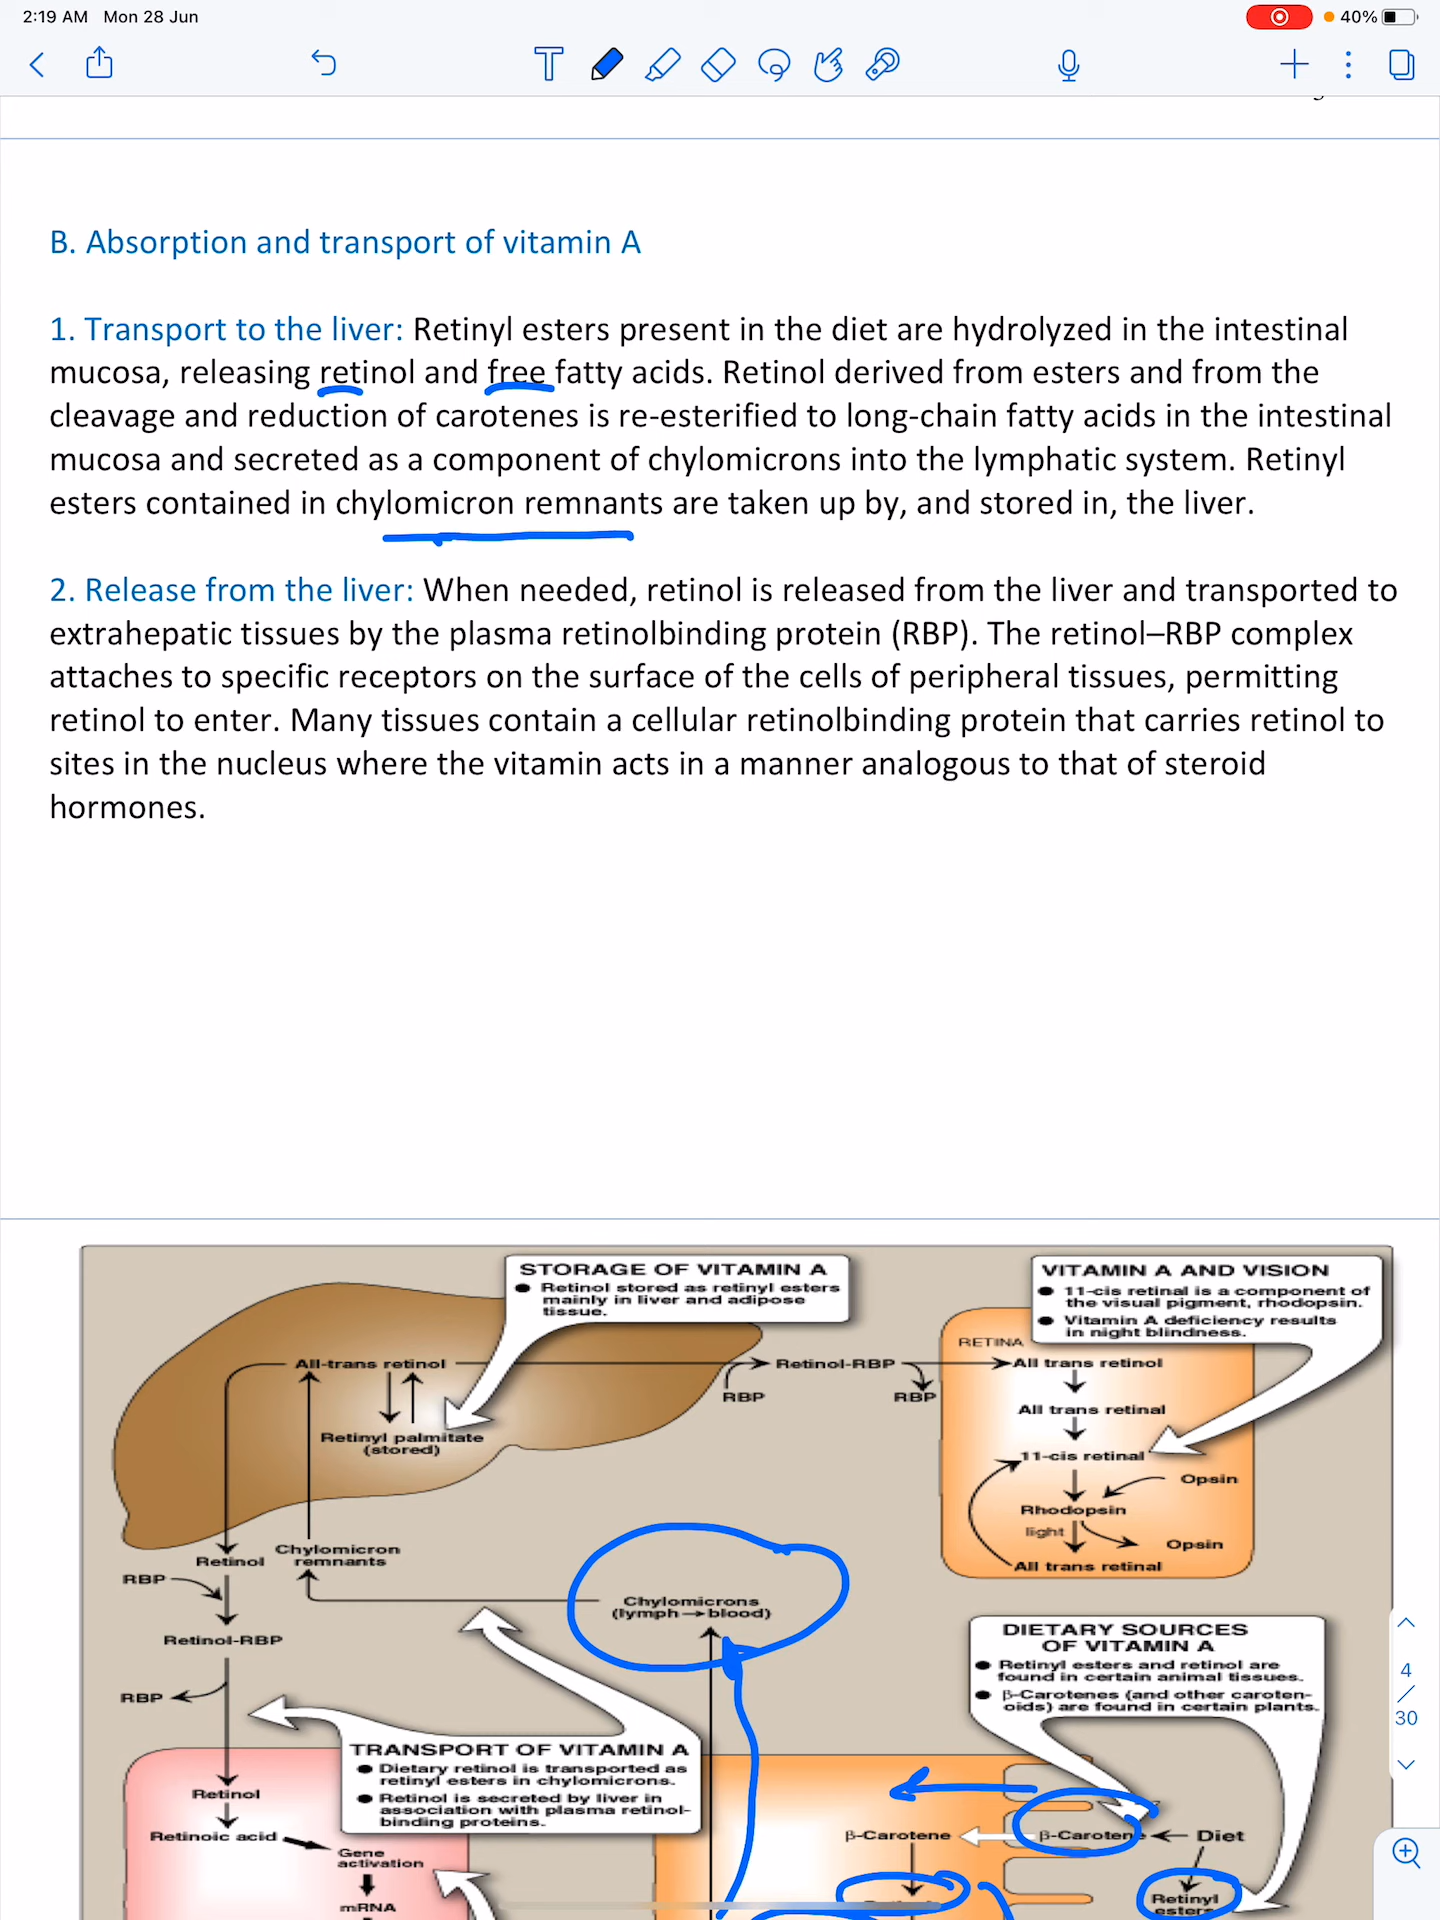 2:19 AM Mon 28 Jun
40%
B. Absorption and transport of vitamin A
1. Transport to the liver: Retinyl esters present in the diet are hydrolyzed in the intestinal
mucosa, releasing retinol and free fatty acids. Retinol derived from esters and from the
cleavage and reduction of carotenes is re-esterified to long-chain fatty acids in the intestinal
mucosa and secreted as a component of chylomicrons into the lymphatic system. Retinyl
esters contained in chylomicron remnants are taken up by, and stored in, the liver.
2. Release from the liver: When needed, retinol is released from the liver and transported to
extrahepatic tissues by the plasma retinolbinding protein (RBP). The retinol–RBP complex
attaches to specific receptors on the surface of the cells of peripheral tissues, permitting
retinol to enter. Many tissues contain a cellular retinolbinding protein that carries retinol to
sites in the nucleus where the vitamin acts in a manner analogous to that of steroid
hormones.
STORAGE OF VITAMIN A
● Retinol stored as retinyl esters
mainly in liver and adipose
tissue.
VITAMIN A AND VISION
● 11-cis retinal is a component of
the visual pigment, rhodopsin.
● Vitamin A deficiency results
in night blindness.
RETINA
All-trans retinol
Retinol-RBP
All trans retinol
RBP
RBP
All trans retinal
Retinyl palmitate
(stored)
11-cis retinal
Opsin
Rhodopsin
light
Opsin
All trans retinal
Chylomicron
remnants
Retinol
RBP
Chylomicrons
(lymph→blood)
Retinol-RBP
RBP
DIETARY SOURCES
OF VITAMIN A
● Retinyl esters and retinol are
found in certain animal tissues.
● β-Carotenes (and other caroten-
oids) are found in certain plants.
4
/
30
TRANSPORT OF VITAMIN A
● Dietary retinol is transported as
retinyl esters in chylomicrons.
● Retinol is secreted by liver in
association with plasma retinol-
binding proteins.
Retinol
Retinoic acid
Gene
activation
mRNA
β-Carotene
β-Carotene
Diet
Retinyl
esters